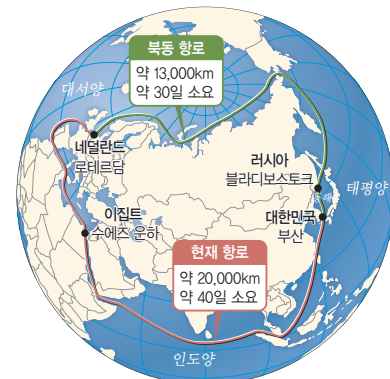 북동 항로
약 13,000km
약 30일 소요
대서양
네덜란드
로테르담
러시아
블라디보스토크
태평양
동해
이집트
수에즈 운하
대한민국
부산
현재 항로
약 20,000km
약 40일 소요
인도양